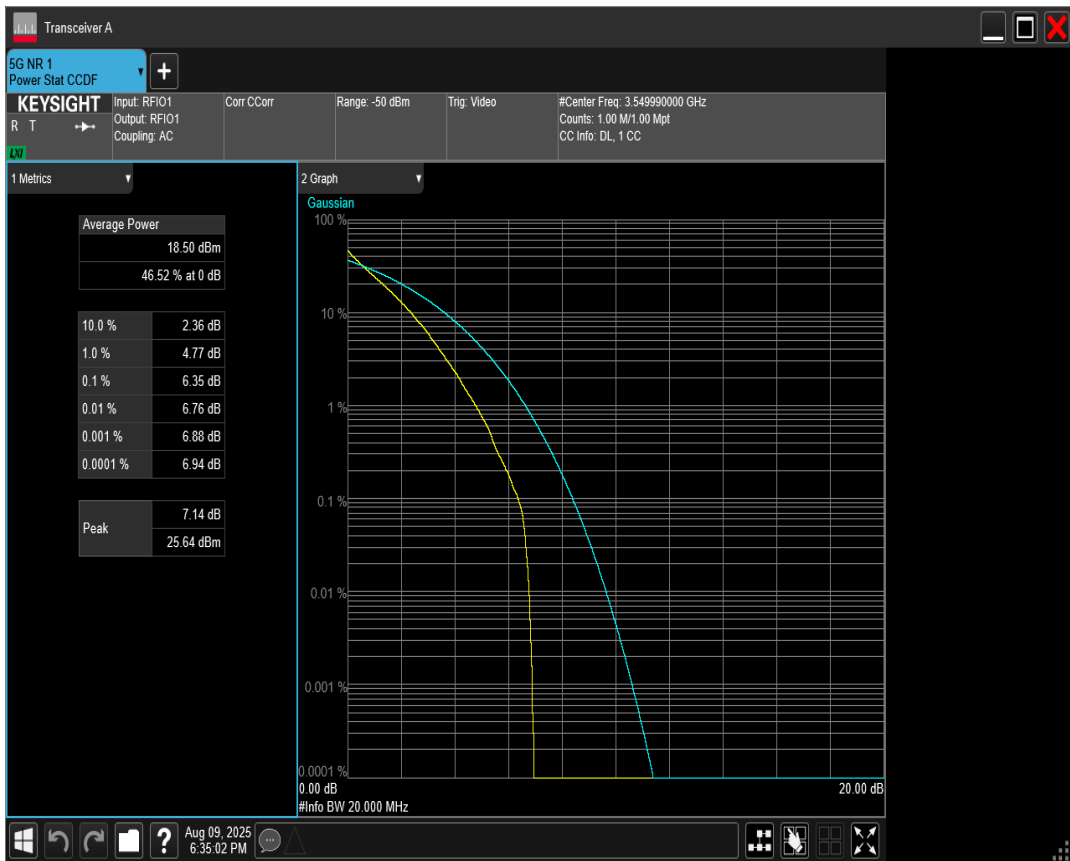 Transceiver A
5G NR 1
Power Stat CCDF
KEYSIGHT
R T
LXI
Input: RFIO1
Output: RFIO1
Coupling: AC
Corr CCorr
Range: -50 dBm
Trig: Video
#Center Freq: 3.549990000 GHz
Counts: 1.00 M/1.00 Mpt
CC Info: DL, 1 CC
1 Metrics
Average Power
18.50 dBm
46.52 % at 0 dB
10.0 % 2.36 dB
1.0 % 4.77 dB
0.1 % 6.35 dB
0.01 % 6.76 dB
0.001 % 6.88 dB
0.0001 % 6.94 dB
Peak
7.14 dB
25.64 dBm
2 Graph
Gaussian
100 %
10 %
1 %
0.1 %
0.01 %
0.001 %
0.0001 %
0.00 dB 20.00 dB
#Info BW 20.000 MHz
? Aug 09, 2025
6:35:02 PM